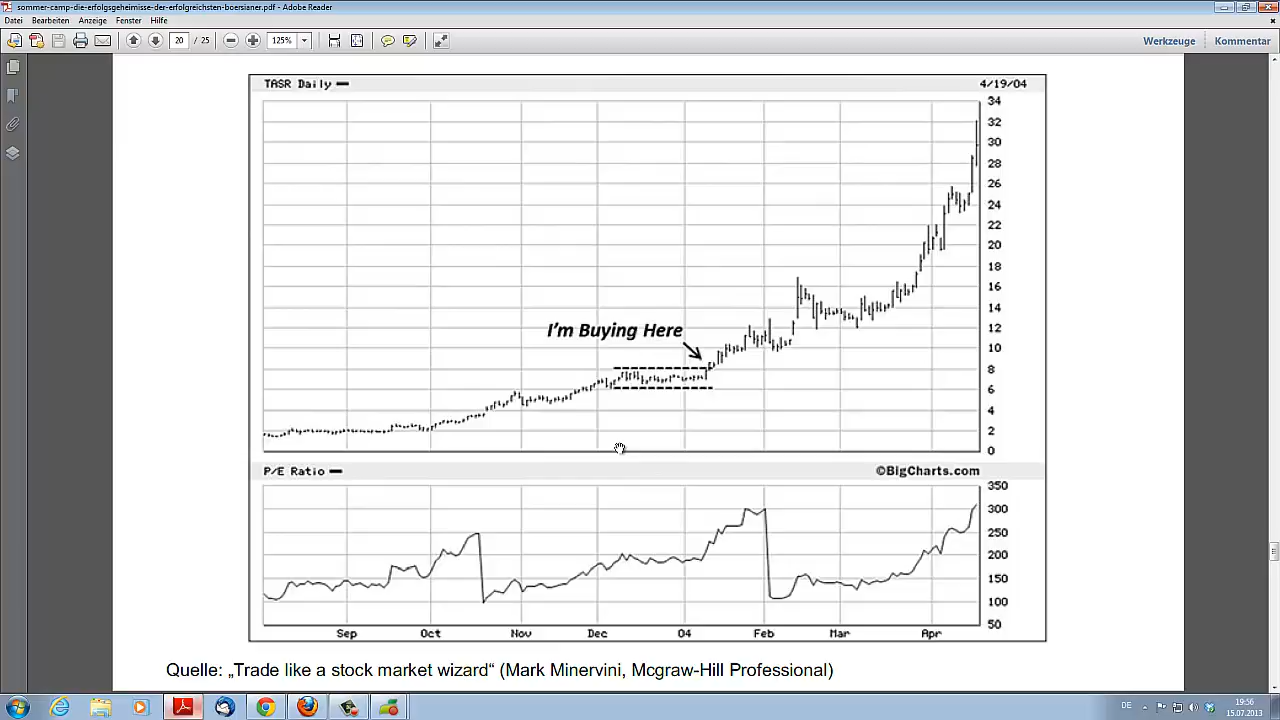 sommer-camp-die-erfolgsgeheimisse-der-erfolgreichsten-boersianer.pdf - Adobe Reader
Datei Bearbeiten Anzeige Fenster Hilfe
20 / 25 125% Werkzeuge Kommentar
TASR Daily 4/19/04
34
32
30
28
26
24
22
20
18
16
14
12
10
8
6
4
2
0
I'm Buying Here
P/E Ratio ©BigCharts.com
350
300
250
200
150
100
50
Sep Oct Nov Dec 04 Feb Mar Apr
Quelle: „Trade like a stock market wizard“ (Mark Minervini, Mcgraw-Hill Professional)
DE 19:56
15.07.2013